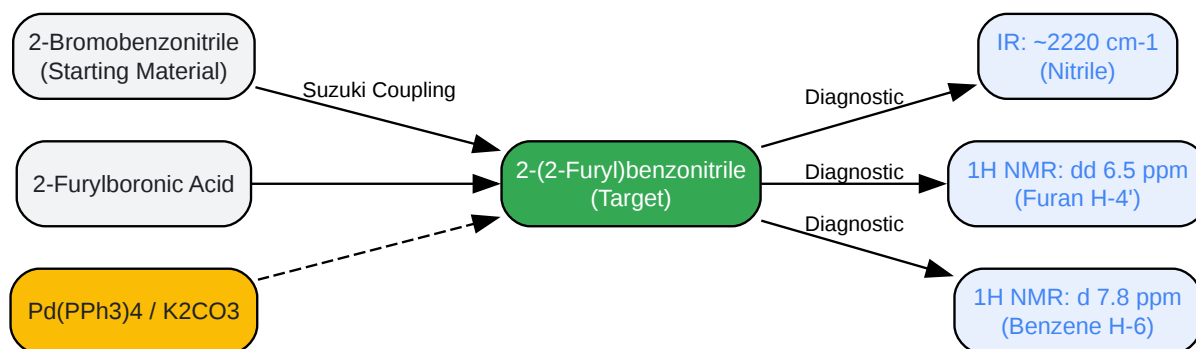 2-Bromobenzonitrile
(Starting Material)
Suzuki Coupling
2-Furylboronic Acid
Pd(PPh3)4 / K2CO3
2-(2-Furyl)benzonitrile
(Target)
Diagnostic
IR: ~2220 cm-1
(Nitrile)
Diagnostic
1H NMR: dd 6.5 ppm
(Furan H-4')
Diagnostic
1H NMR: d 7.8 ppm
(Benzene H-6)